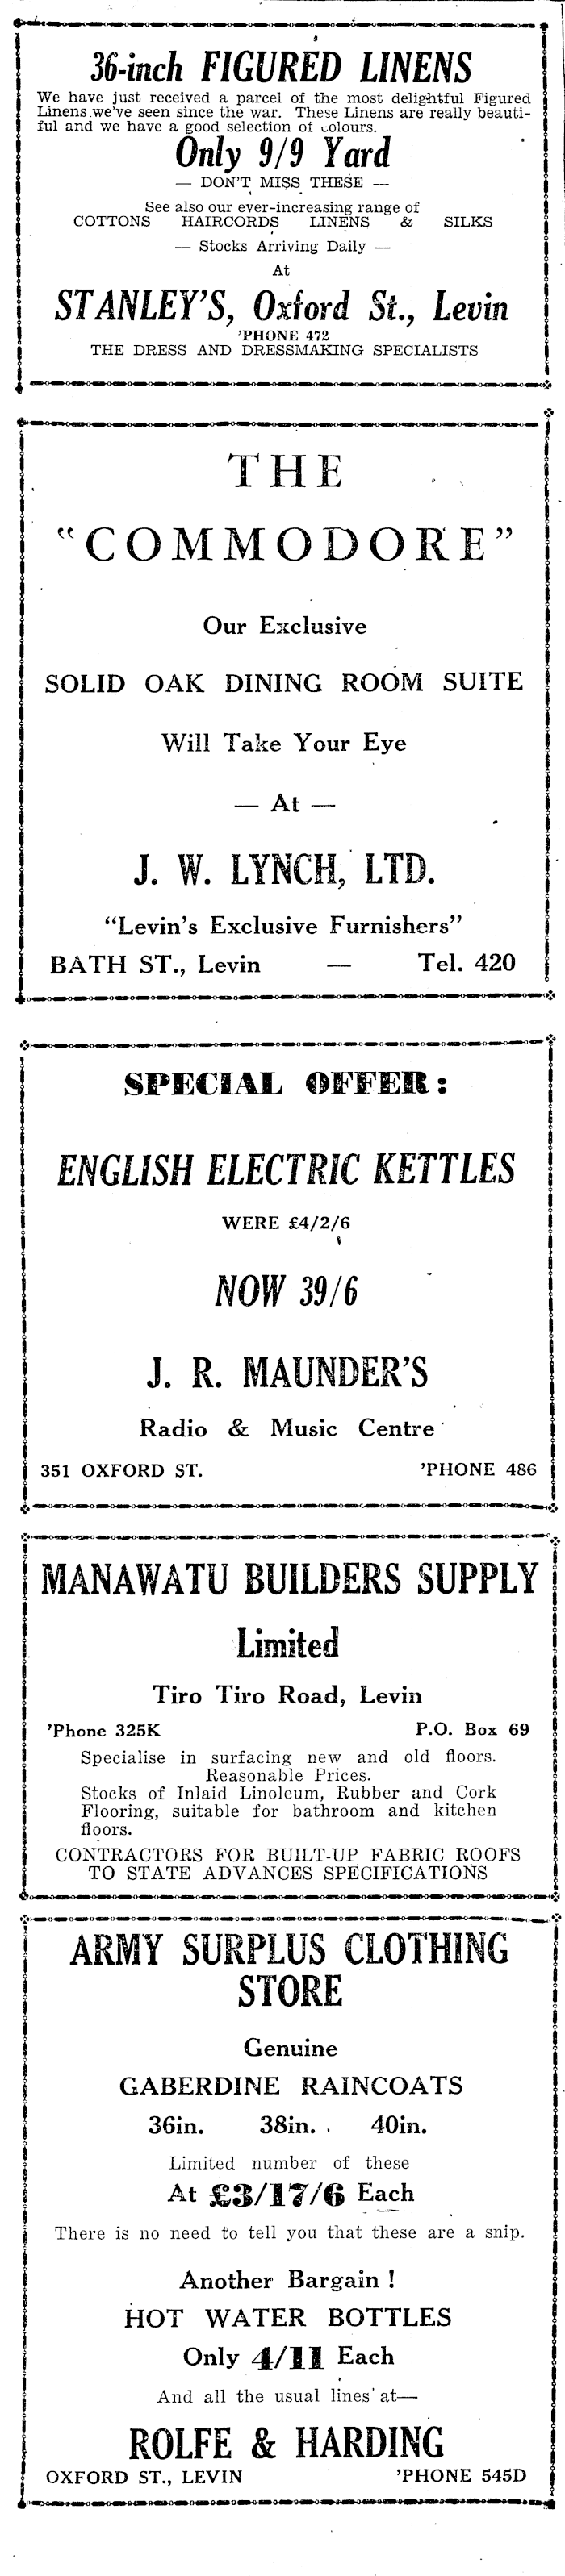 36-inch FIGURED LINENS
We have just received a parcel of the most delightful Figured
Linens we've seen since the war. These Linens are really beauti-
ful and we have a good selection of colours.
Only 9/9 Yard
— DON'T MISS THESE —
See also our ever-increasing range of
COTTONS HAIRCORDS LINENS & SILKS
— Stocks Arriving Daily —
At
STANLEY'S, Oxford St., Levin
'PHONE 472
THE DRESS AND DRESSMAKING SPECIALISTS
THE
"COMMODORE"
Our Exclusive
SOLID OAK DINING ROOM SUITE
Will Take Your Eye
— At —
J. W. LYNCH, LTD.
"Levin's Exclusive Furnishers"
BATH ST., Levin — Tel. 420
SPECIAL OFFER:
ENGLISH ELECTRIC KETTLES
WERE £4/2/6
NOW 39/6
J. R. MAUNDER'S
Radio & Music Centre
351 OXFORD ST. 'PHONE 486
MANAWATU BUILDERS SUPPLY
Limited
Tiro Tiro Road, Levin
'Phone 325K P.O. Box 69
Specialise in surfacing new and old floors.
Reasonable Prices.
Stocks of Inlaid Linoleum, Rubber and Cork
Flooring, suitable for bathroom and kitchen
floors.
CONTRACTORS FOR BUILT-UP FABRIC ROOFS
TO STATE ADVANCES SPECIFICATIONS
ARMY SURPLUS CLOTHING
STORE
Genuine
GABERDINE RAINCOATS
36in. 38in. 40in.
Limited number of these
At £3/17/6 Each
There is no need to tell you that these are a snip.
Another Bargain !
HOT WATER BOTTLES
Only 4/11 Each
And all the usual lines at—
ROLFE & HARDING
OXFORD ST., LEVIN 'PHONE 545D